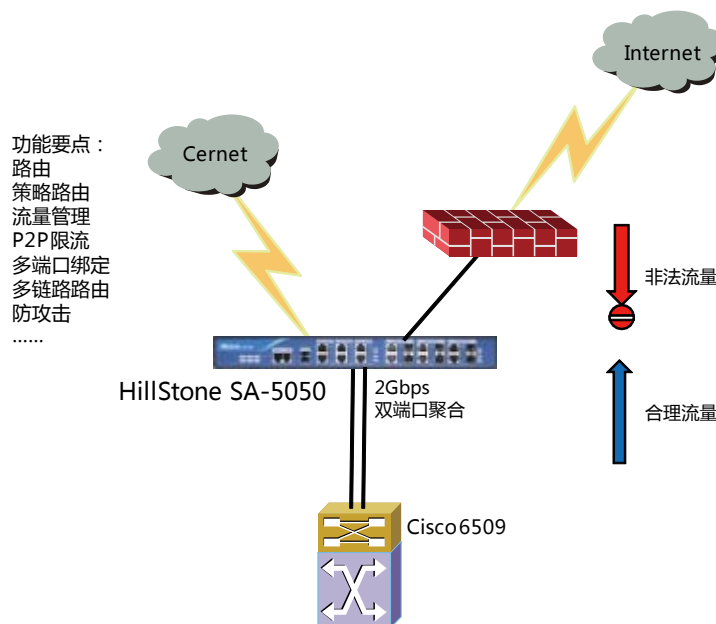 Internet
Cernet
功能要点：
路由
策略路由
流量管理
P2P限流
多端口绑定
多链路路由
防攻击
……
非法流量
HillStone SA-5050
2Gbps
双端口聚合
合理流量
Cisco6509